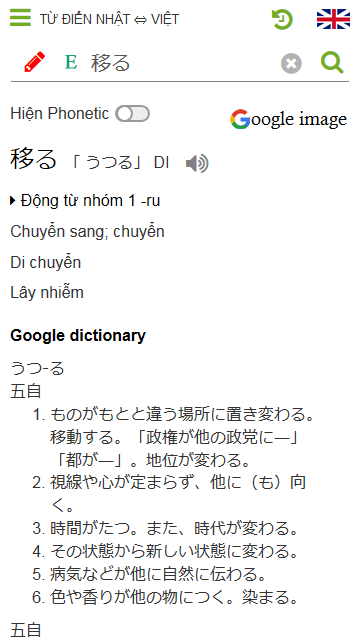 TỪ ĐIỂN NHẬT ⇔ VIỆT
E 移る
Hiện Phonetic
Google image
移る 「 うつる」 DI
Động từ nhóm 1 -ru
Chuyển sang; chuyển
Di chuyển
Lây nhiễm
Google dictionary
うつ-る
五自
1. ものがもとと違う場所に置き変わる。
移動する。「政権が他の政党に―」
「都が―」。地位が変わる。
2. 視線や心が定まらず、他に（も）向
く。
3. 時間がたつ。また、時代が変わる。
4. その状態から新しい状態に変わる。
5. 病気などが他に自然に伝わる。
6. 色や香りが他の物につく。染まる。
五自